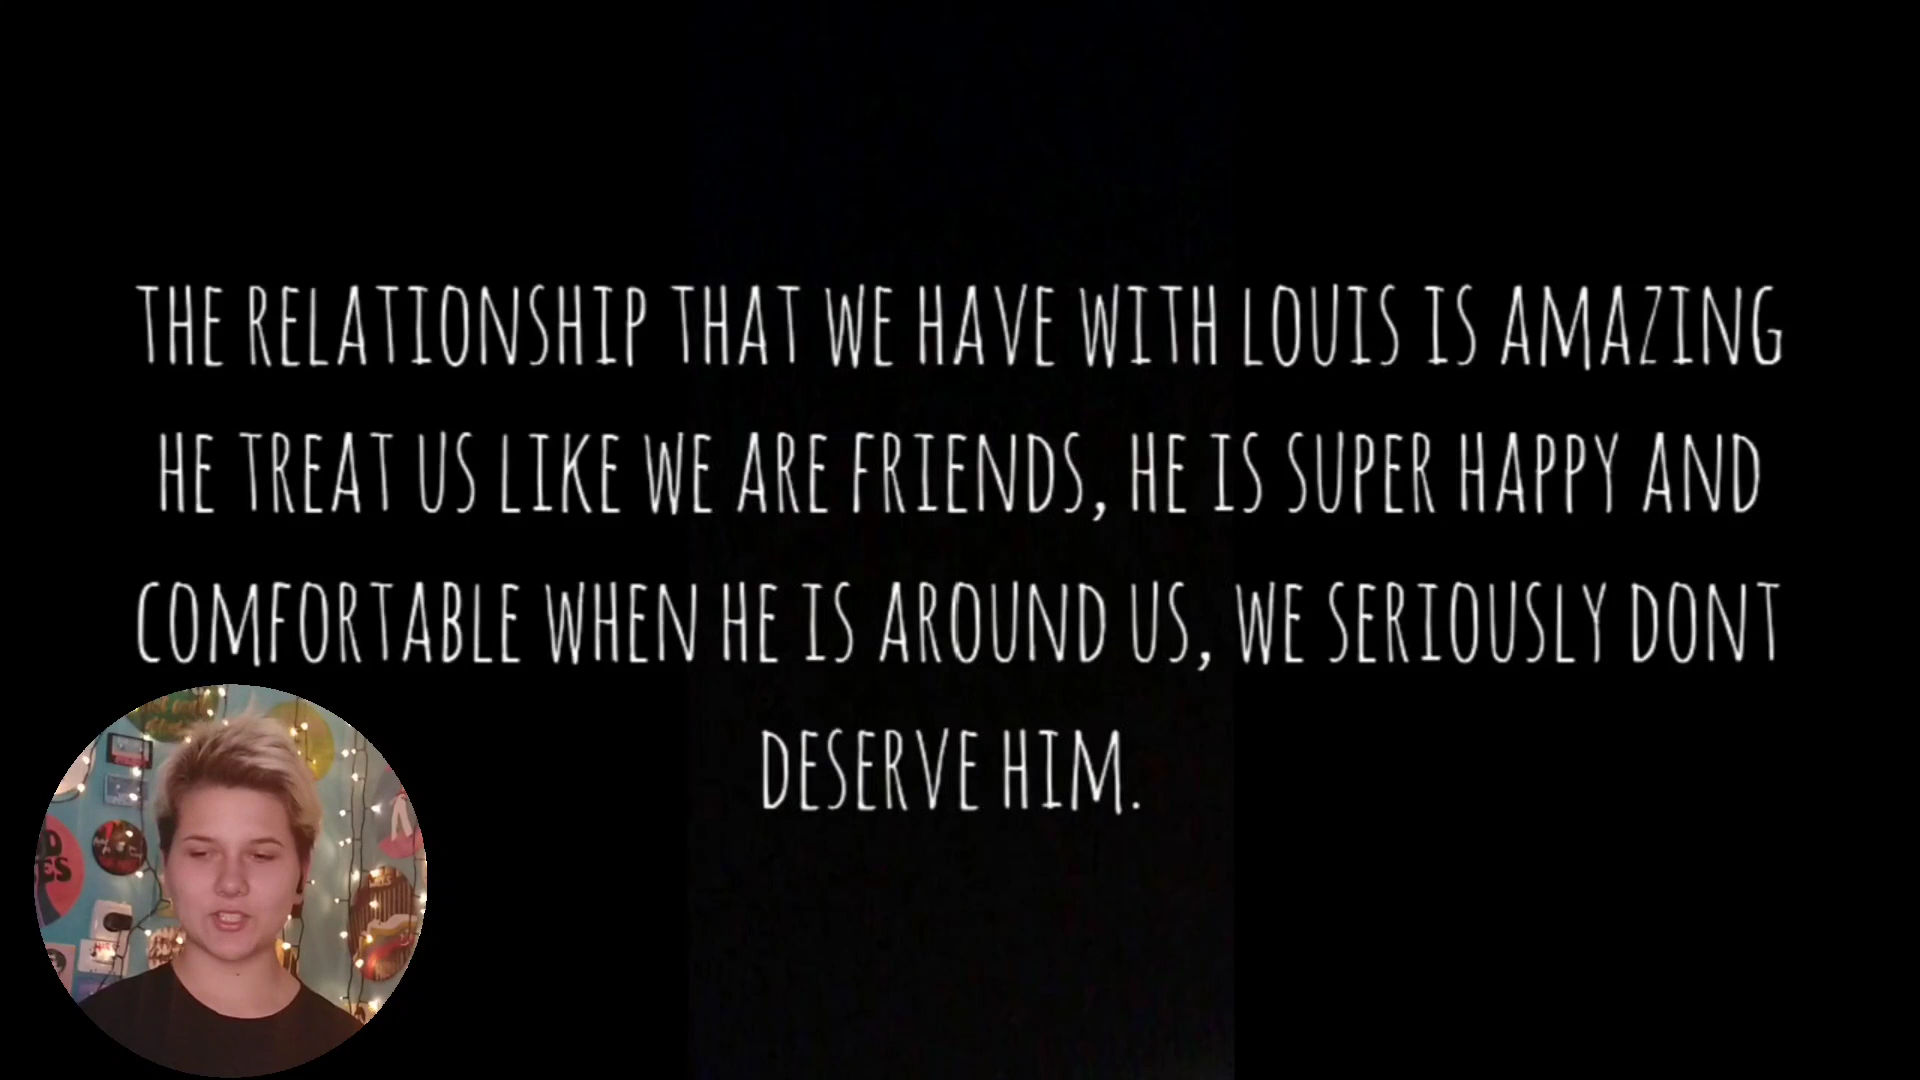 THE RELATIONSHIP THAT WE HAVE WITH LOUIS IS AMAZING
HE TREAT US LIKE WE ARE FRIENDS, HE IS SUPER HAPPY AND
COMFORTABLE WHEN HE IS AROUND US, WE SERIOUSLY DONT
DESERVE HIM.